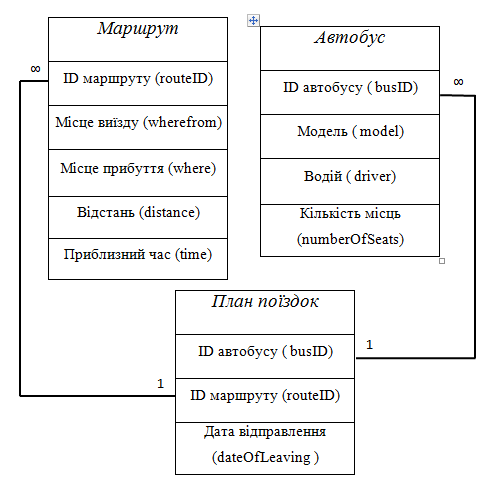 Маршрут
ID маршруту (routeID)
Місце виїзду (wherefrom)
Місце прибуття (where)
Відстань (distance)
Приблизний час (time)
∞
Автобус
ID автобусу ( busID)
Модель ( model)
Водій ( driver)
Кількість місць
(numberOfSeats)
∞
План поїздок
ID автобусу ( busID)
1
ID маршруту (routeID)
1
Дата відправлення
(dateOfLeaving )